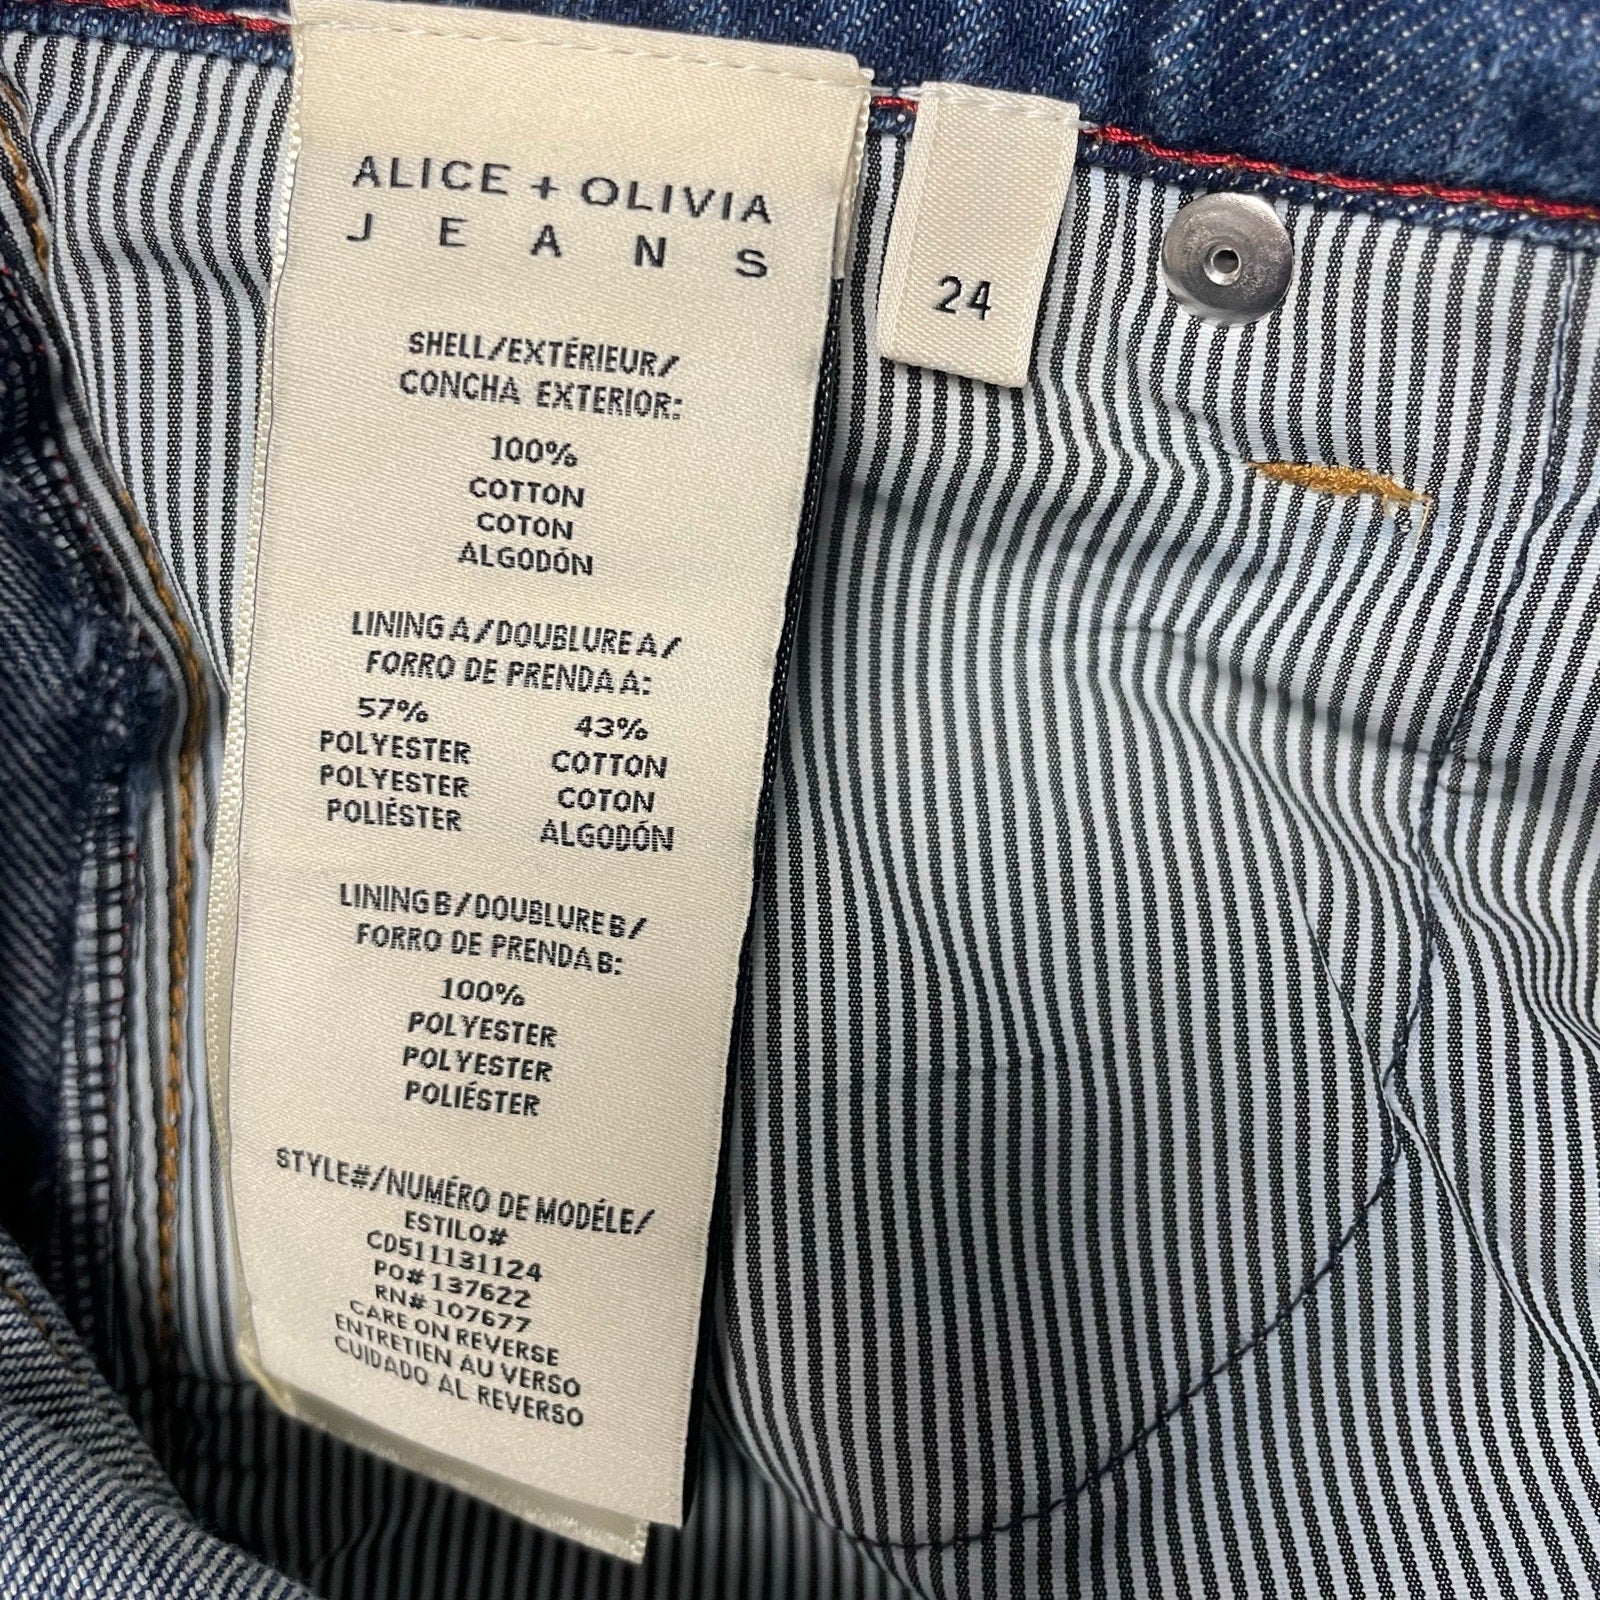 ALICE + OLIVIA
JEANS
SHELL/EXTÉRIEUR/
CONCHA EXTERIOR:
100%
COTTON
COTON
ALGODÓN
LINING A/DOUBLURE A/
FORRO DE PRENDA A:
57%
POLYESTER
POLYESTER
POLIÉSTER
43%
COTTON
COTON
ALGODÓN
LINING B/DOUBLURE B/
FORRO DE PRENDA B:
100%
POLYESTER
POLYESTER
POLIÉSTER
STYLE#/NUMÉRO DE MODÉLE/
ESTILO#
CD511131124
PO# 137622
RN# 107677
CARE ON REVERSE
ENTRETIEN AU VERSO
CUIDADO AL REVERSO
24